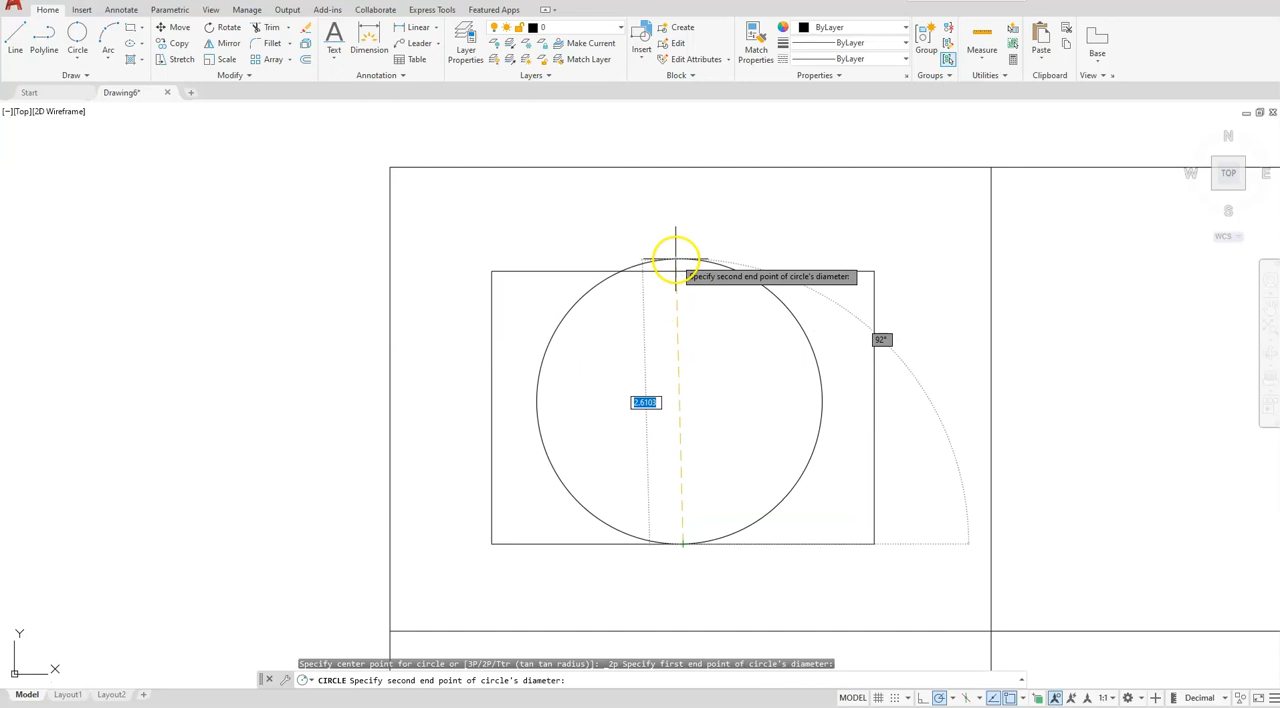 Home Insert Annotate Parametric View Manage Output Add-ins Collaborate Express Tools Featured Apps
Line Polyline Circle Arc
Move Rotate Trim
Copy Mirror Fillet
Stretch Scale Array
Text Dimension
Linear
Leader
Table
Layer Properties
0
Make Current
Match Layer
Insert
Create
Edit
Edit Attributes
Match Properties
ByLayer
ByLayer
ByLayer
Group Measure Paste Base
Draw Modify Annotation Layers Block Properties Groups Utilities Clipboard View
Start Drawing6*
[−][Top][2D Wireframe]
N
W TOP E
S
WCS
Specify second end point of circle's diameter:
92°
2.6103
Y
X
Specify center point for circle or [3P/2P/Ttr (tan tan radius)]: _2p Specify first end point of circle's diameter:
CIRCLE Specify second end point of circle's diameter:
Model Layout1 Layout2 +
MODEL 1:1 Decimal